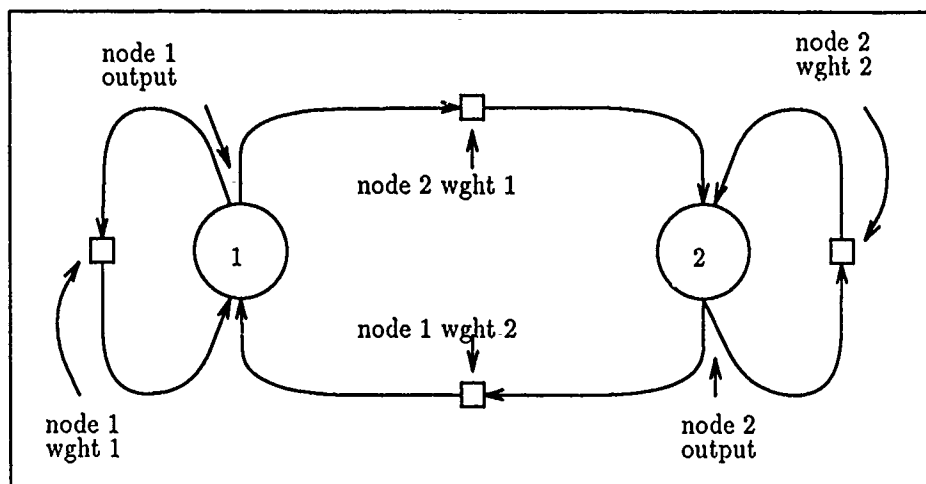 node 1
output
node 2
wght 2
node 2 wght 1
1
2
node 1 wght 2
node 1
wght 1
node 2
output